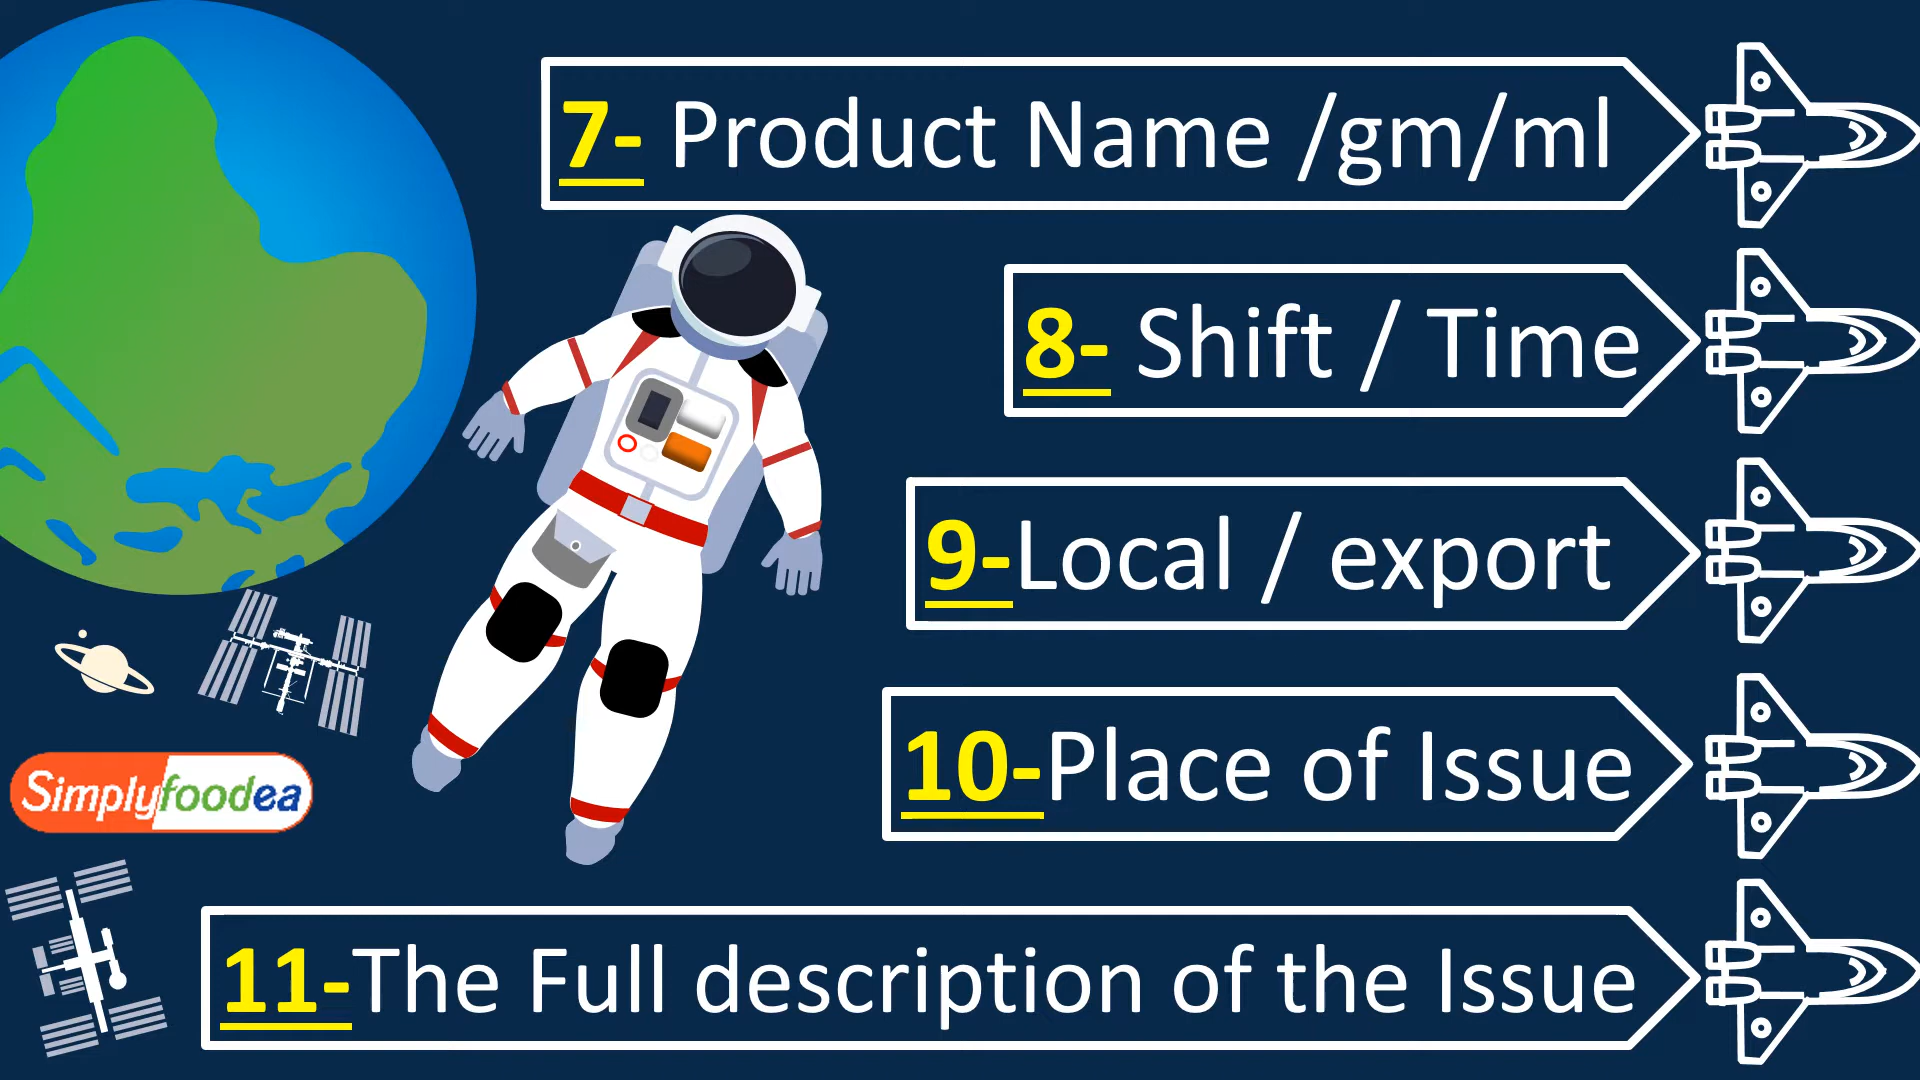 7- Product Name /gm/ml
8- Shift / Time
9-Local / export
10-Place of Issue
Simplyfoodea
11-The Full description of the Issue